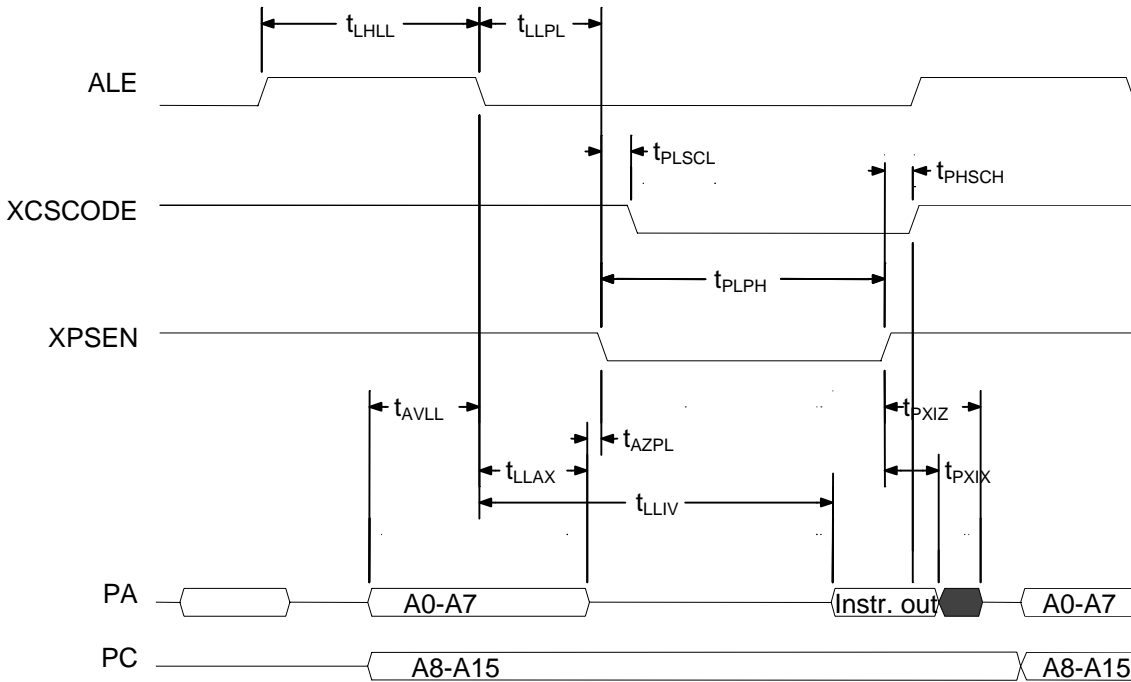 tLHLL tLLPL
ALE
tPLSCL
tPHSCH
XCSCODE
tPLPH
XPSEN
tAVLL tPXIZ
tAZPL
tLLAX tPXIX
tLLIV
PA A0-A7 Instr. out A0-A7
PC A8-A15 A8-A15